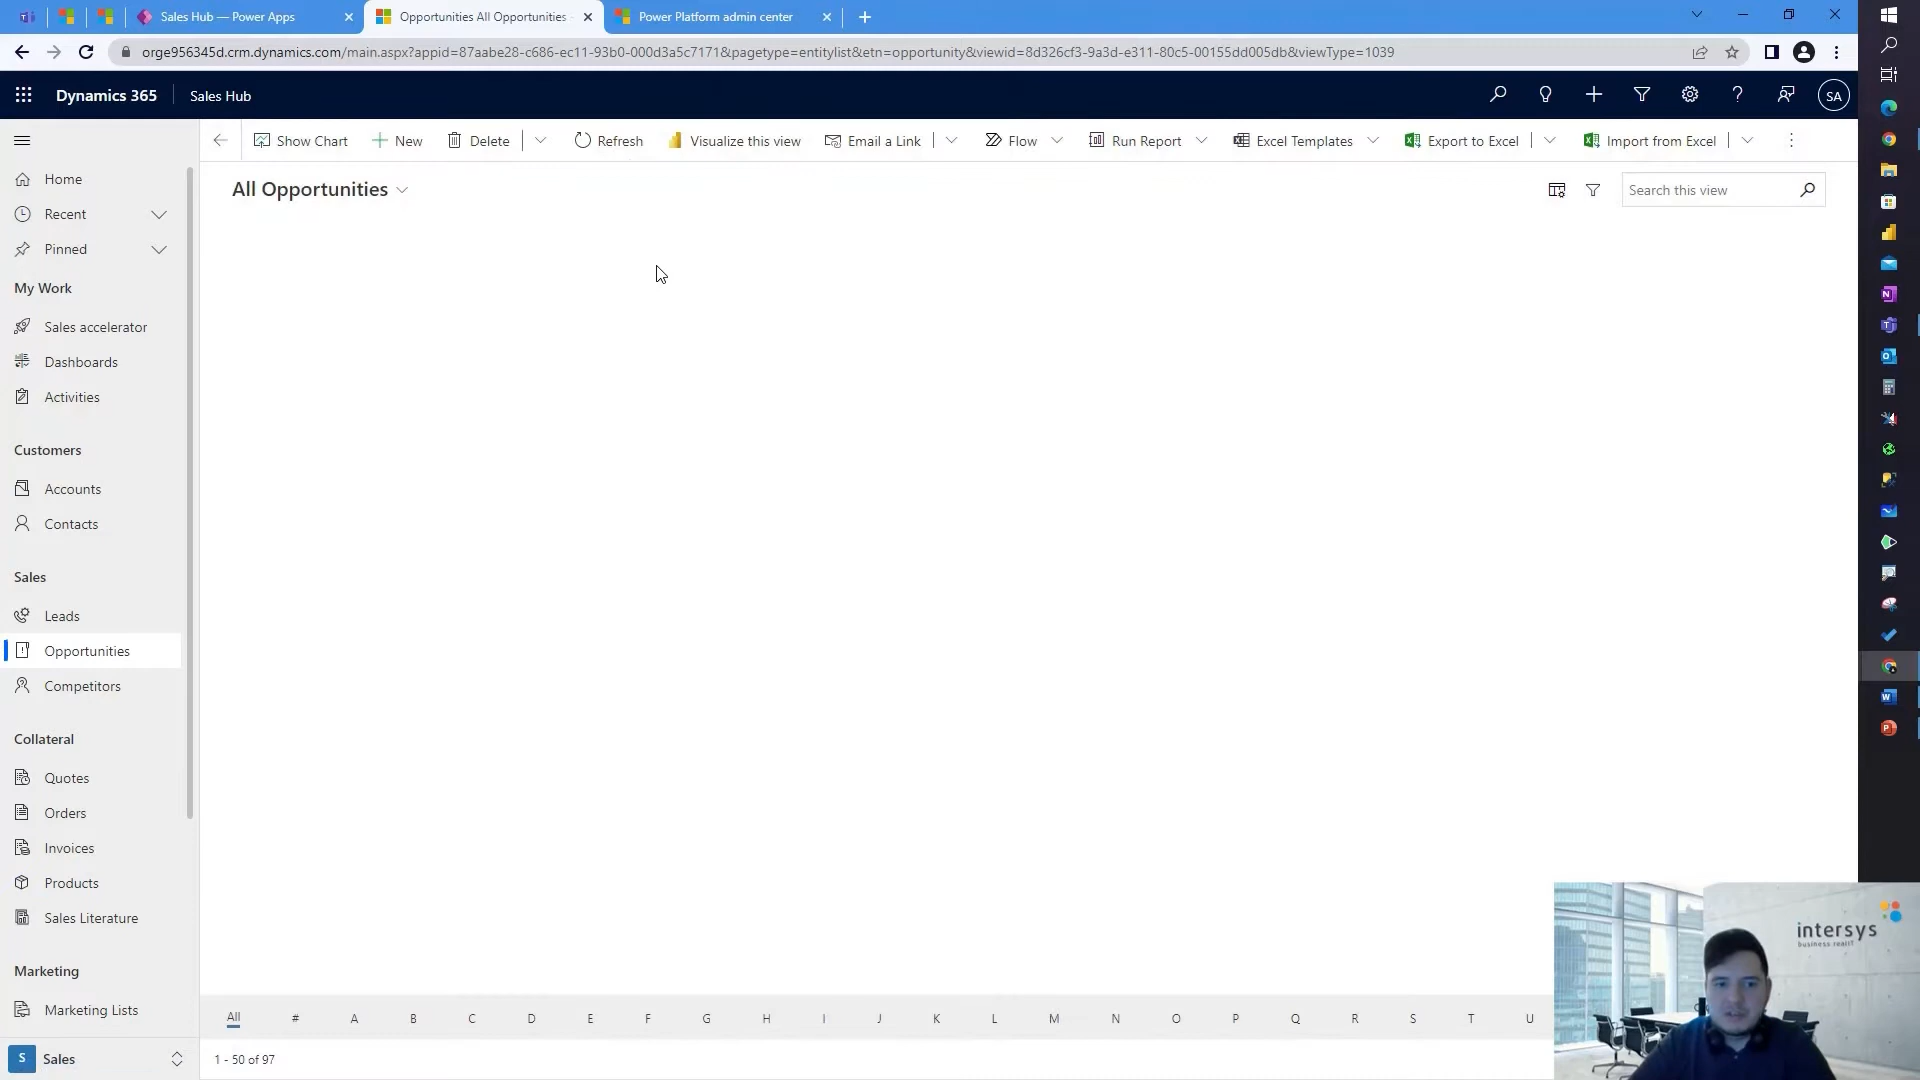 Sales Hub — Power Apps
Opportunities All Opportunities
Power Platform admin center
orge956345d.crm.dynamics.com/main.aspx?appid=87aabe28-c686-ec11-93b0-000d3a5c7171&pagetype=entitylist&etn=opportunity&viewid=8d326cf3-9a3d-e311-80c5-00155dd005db&viewType=1039
Dynamics 365
Sales Hub
SA
Show Chart
New
Delete
Refresh
Visualize this view
Email a Link
Flow
Run Report
Excel Templates
Export to Excel
Import from Excel
Home
Recent
Pinned
My Work
Sales accelerator
Dashboards
Activities
Customers
Accounts
Contacts
Sales
Leads
Opportunities
Competitors
Collateral
Quotes
Orders
Invoices
Products
Sales Literature
Marketing
Marketing Lists
S Sales
All Opportunities
Search this view
All # A B C D E F G H I J K L M N O P Q R S T U
1 - 50 of 97
intersys
business ready